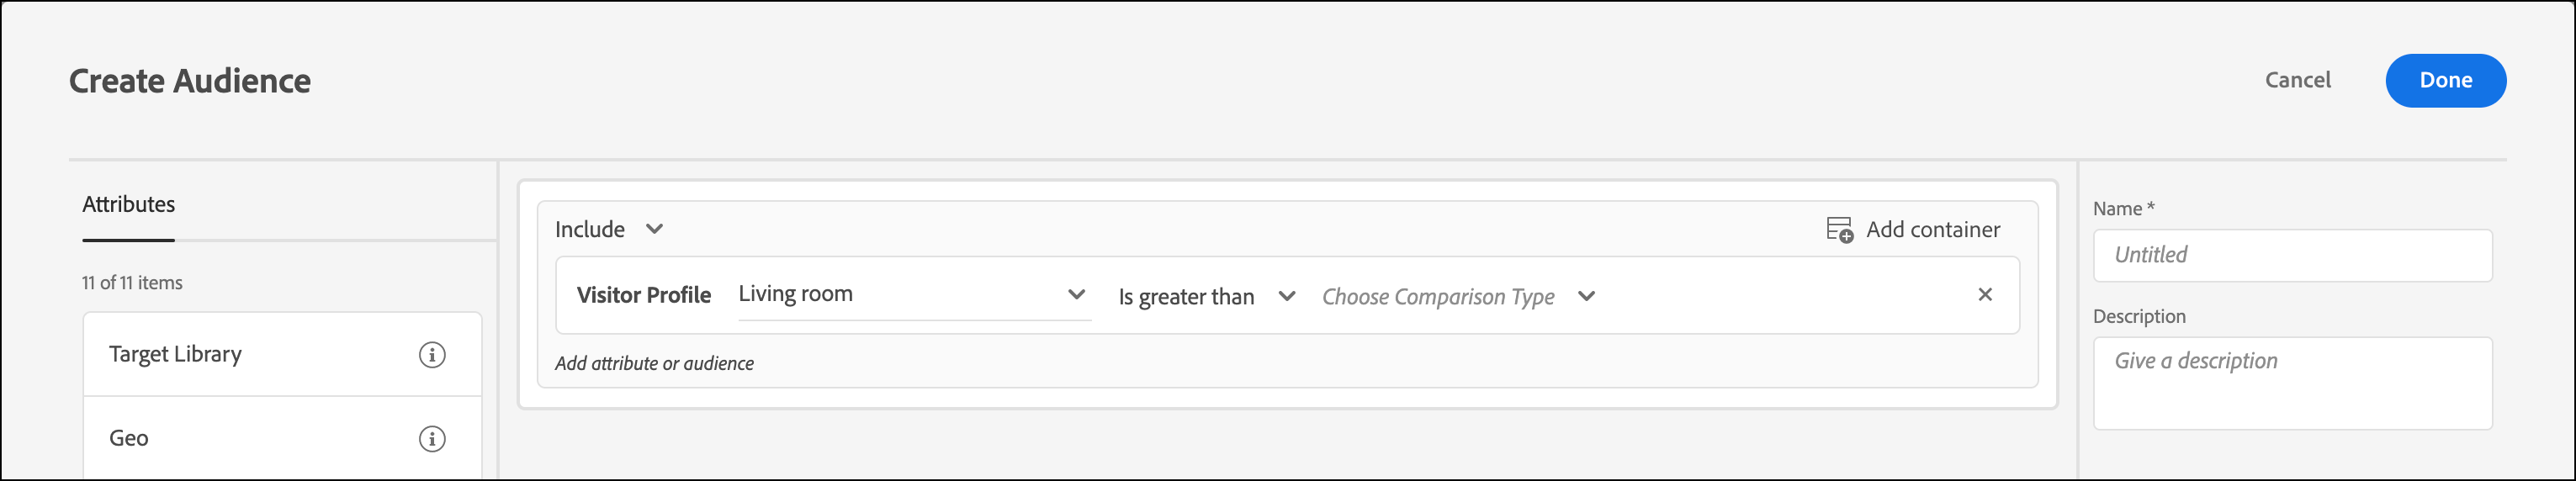 Create Audience
Cancel
Done
Attributes
11 of 11 items
Target Library
Geo
Include
Add container
Visitor Profile
Living room
Is greater than
Choose Comparison Type
Add attribute or audience
Name *
Untitled
Description
Give a description